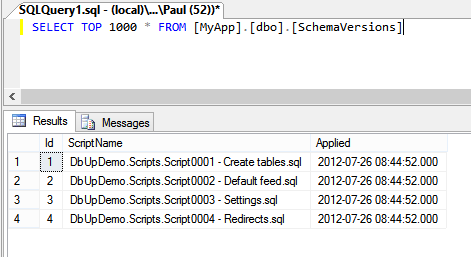 SQLQuery1.sql - (local)\...\Paul (52))*
SELECT TOP 1000 * FROM [MyApp].[dbo].[SchemaVersions]
Results Messages
Id ScriptName Applied
1 1 DbUpDemo.Scripts.Script0001 - Create tables.sql 2012-07-26 08:44:52.000
2 2 DbUpDemo.Scripts.Script0002 - Default feed.sql 2012-07-26 08:44:52.000
3 3 DbUpDemo.Scripts.Script0003 - Settings.sql 2012-07-26 08:44:52.000
4 4 DbUpDemo.Scripts.Script0004 - Redirects.sql 2012-07-26 08:44:52.000